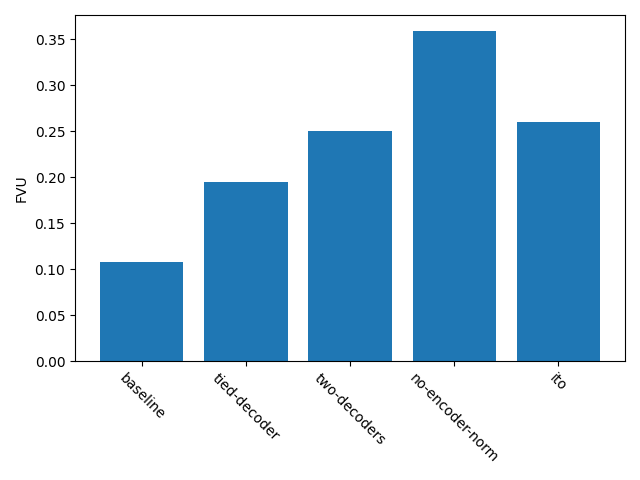 FVU
0.35
0.30
0.25
0.20
0.15
0.10
0.05
0.00
baseline
tied-decoder
two-decoders
no-encoder-norm
ito